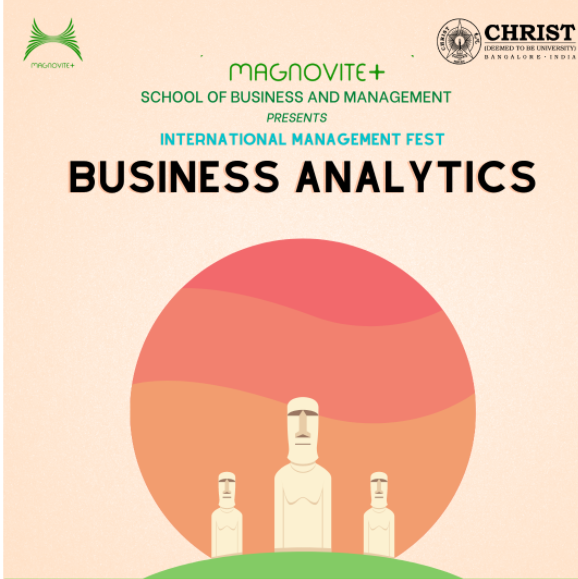 MAGNOVITE+
CHRIST
(DEEMED TO BE UNIVERSITY)
BANGALORE · INDIA
MAGNOVITE+
SCHOOL OF BUSINESS AND MANAGEMENT
PRESENTS
INTERNATIONAL MANAGEMENT FEST
BUSINESS ANALYTICS